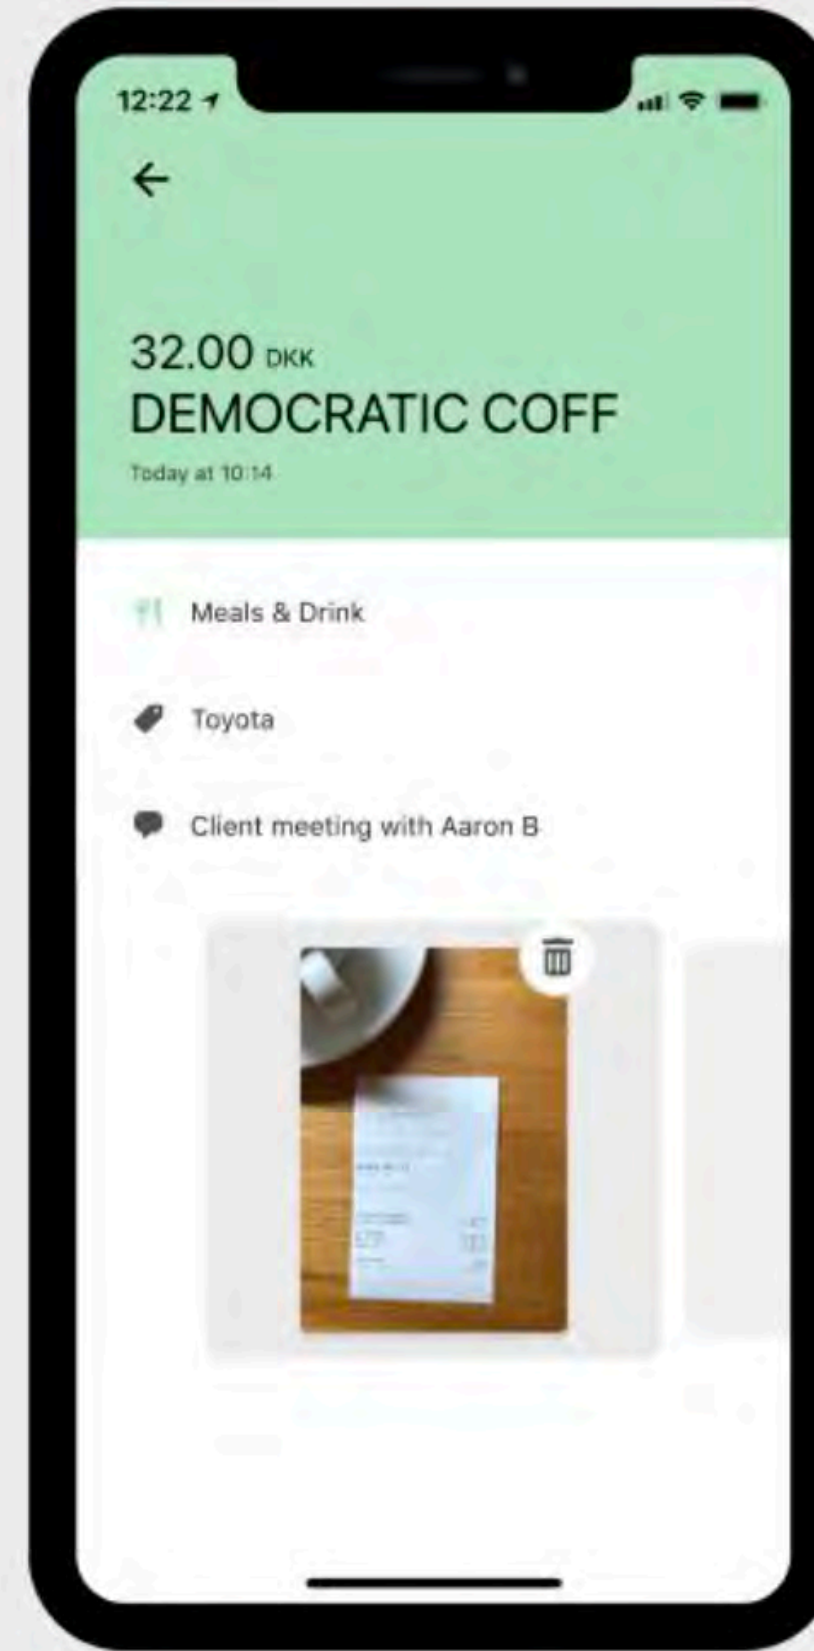 12:22
32.00 DKK
DEMOCRATIC COFF
Today at 10:14
Meals & Drink
Toyota
Client meeting with Aaron B